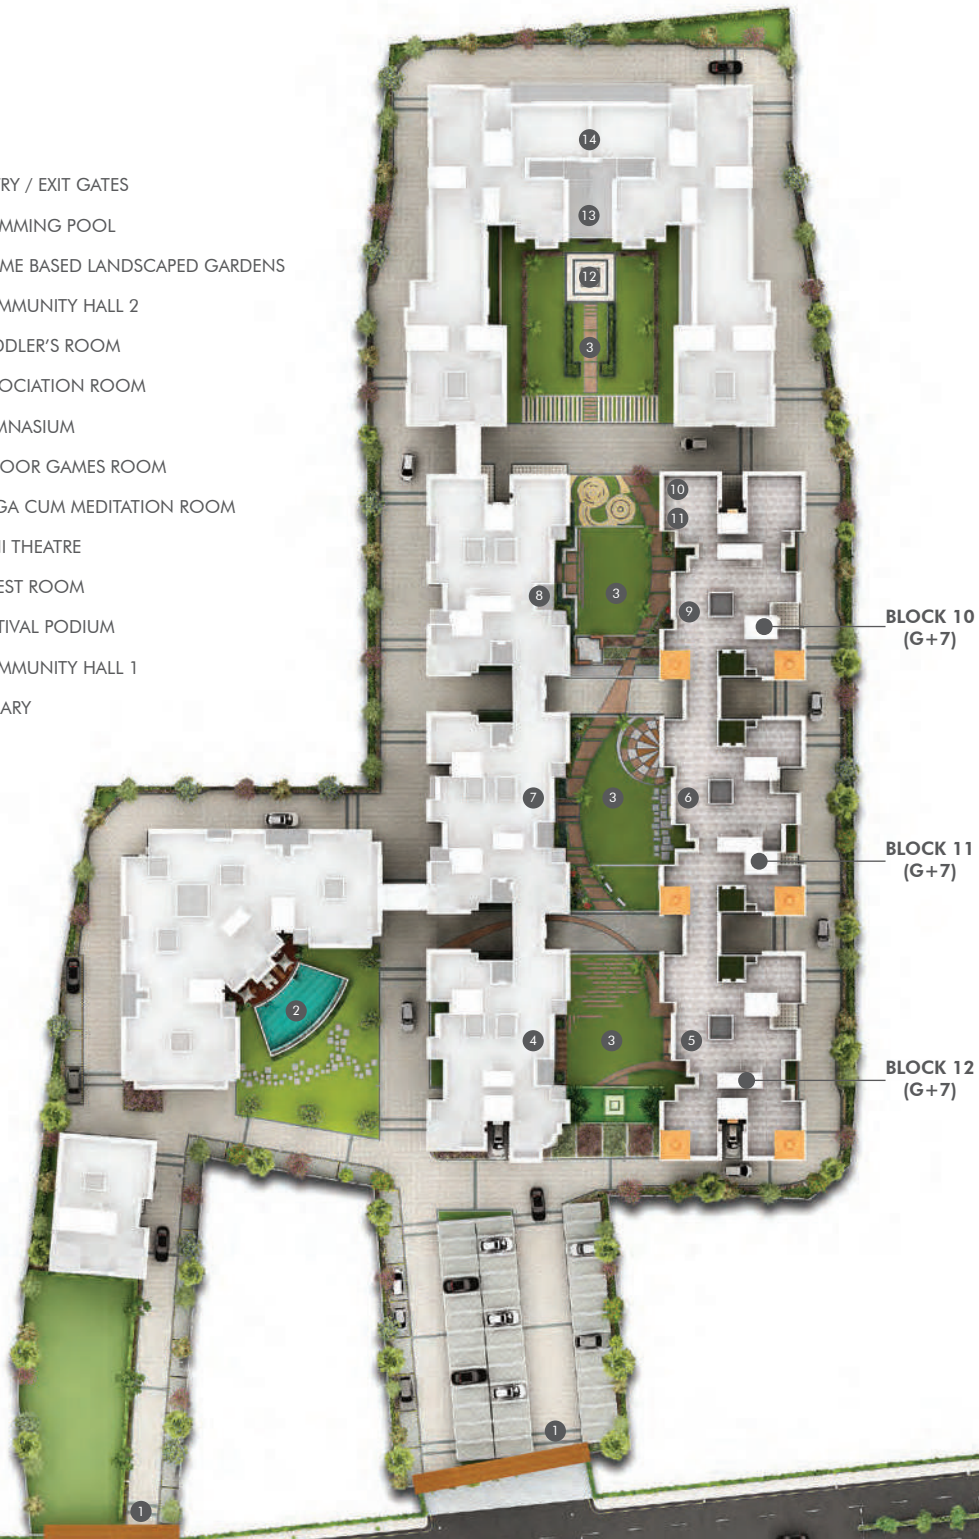 RY / EXIT GATES
MMING POOL
ME BASED LANDSCAPED GARDENS
MMUNITY HALL 2
DDLER'S ROOM
OCIATION ROOM
MNASIUM
OOR GAMES ROOM
GA CUM MEDITATION ROOM
II THEATRE
EST ROOM
TIVAL PODIUM
MMUNITY HALL 1
RARY
14
13
12
3
10
11
8
3
9
BLOCK 10
(G+7)
7
3
6
BLOCK 11
(G+7)
2
4
3
5
BLOCK 12
(G+7)
1
1